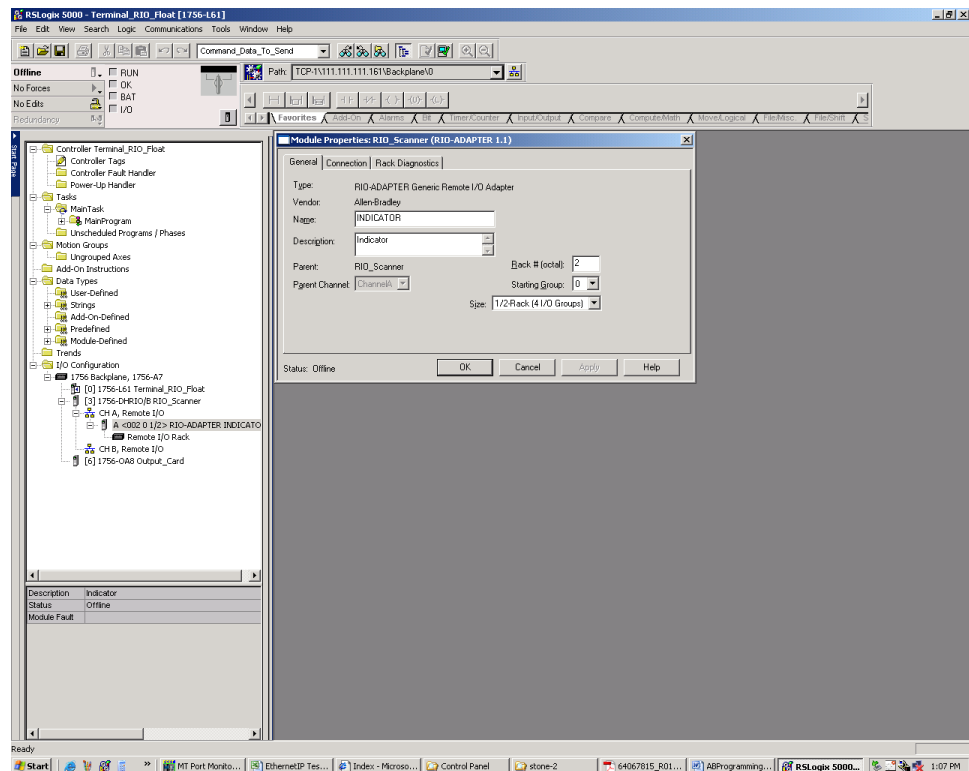 RSLogix 5000 - Terminal_RIO_Float [1756-L61]
File Edit View Search Logic Communications Tools Window Help
Command_Data_To_Send
Offline
RUN
Path: TCP-1\111.111.111.161\Backplane\0
No Forces
OK
No Edits
BAT
Redundancy
I/O
Favorites Add-On Alarms Bit Timer/Counter Input/Output Compare Compute/Math Move/Logical File/Misc. File/Shift S
Start Page
Controller Terminal_RIO_Float
Controller Tags
Controller Fault Handler
Power-Up Handler
Tasks
MainTask
MainProgram
Unscheduled Programs / Phases
Motion Groups
Ungrouped Axes
Add-On Instructions
Data Types
User-Defined
Strings
Add-On-Defined
Predefined
Module-Defined
Trends
I/O Configuration
1756 Backplane, 1756-A7
[0] 1756-L61 Terminal_RIO_Float
[3] 1756-DHRIO/B RIO_Scanner
CH A, Remote I/O
A <002 0 1/2> RIO-ADAPTER INDICATO
Remote I/O Rack
CH B, Remote I/O
[6] 1756-OA8 Output_Card
Module Properties: RIO_Scanner (RIO-ADAPTER 1.1)
General Connection Rack Diagnostics
Type: RIO-ADAPTER Generic Remote I/O Adapter
Vendor: Allen-Bradley
Name: INDICATOR
Description: Indicator
Parent: RIO_Scanner
Rack # (octal): 2
Parent Channel: ChannelA
Starting Group: 0
Size: 1/2-Rack (4 I/O Groups)
Status: Offline
OK Cancel Apply Help
Description Indicator
Status Offline
Module Fault
Ready
Start » MT Port Monito... EthernetIP Tes... Index - Microso... Control Panel stone-2 64067815_R01... ABProgramming... RSLogix 5000... 1:07 PM